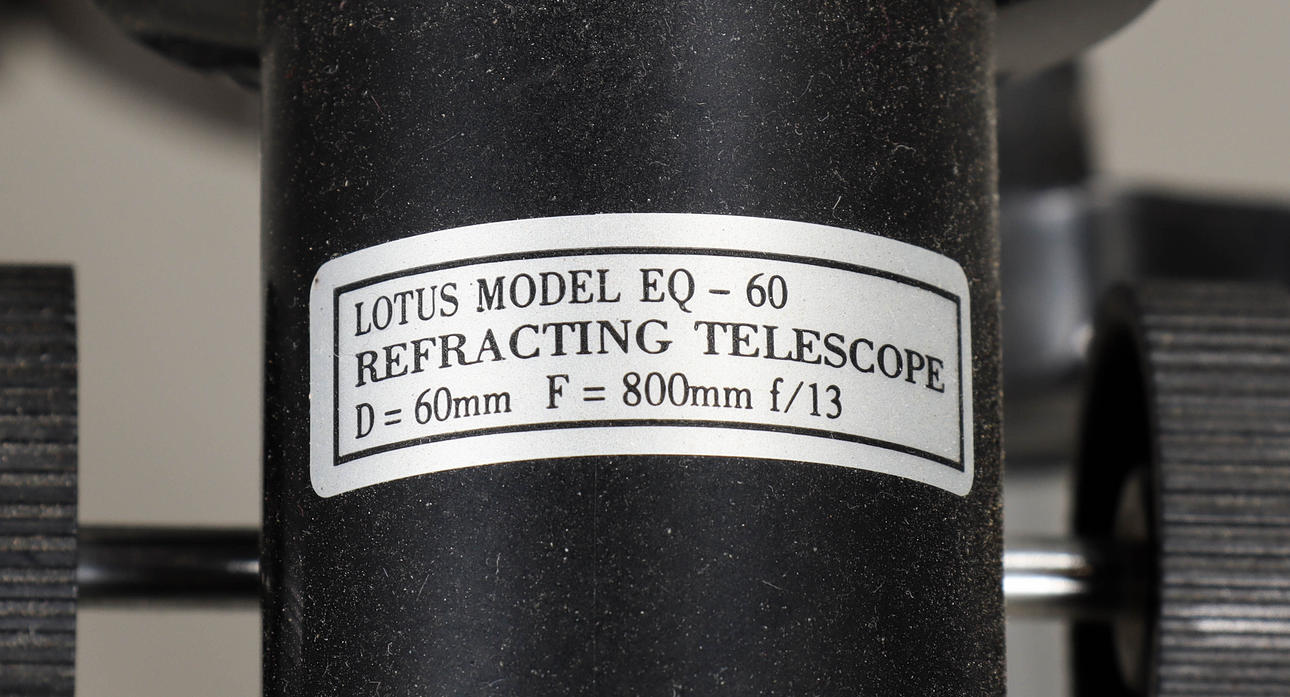 LOTUS MODEL EQ – 60
REFRACTING TELESCOPE
D = 60mm F = 800mm f/13